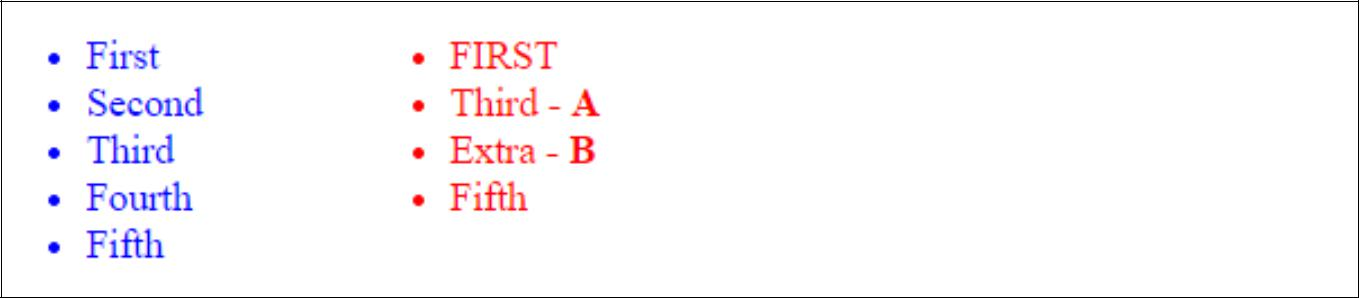 • First
• Second
• Third
• Fourth
• Fifth
• FIRST
• Third - A
• Extra - B
• Fifth